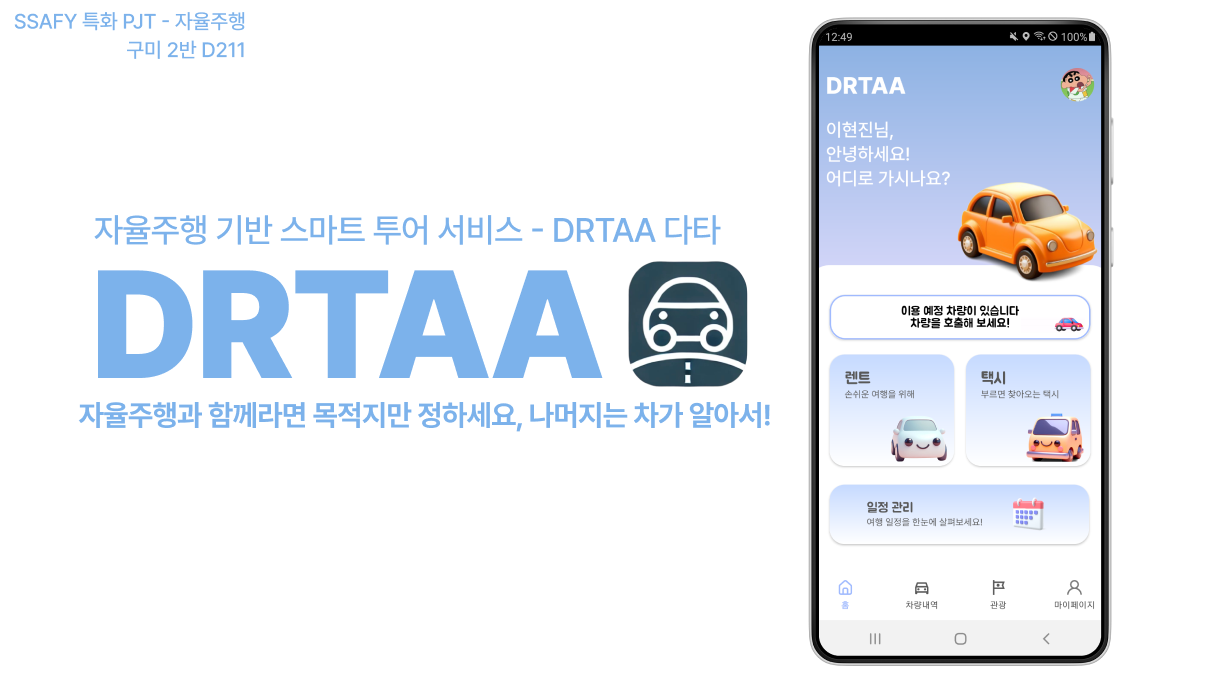 SSAFY 특화 PJT - 자율주행
구미 2반 D211
자율주행 기반 스마트 투어 서비스 - DRTAA 다타
DRTAA
자율주행과 함께라면 목적지만 정하세요, 나머지는 차가 알아서!
12:49
100%
DRTAA
이현진님,
안녕하세요!
어디로 가시나요?
이용 예정 차량이 있습니다
차량을 호출해 보세요!
렌트
손쉬운 여행을 위해
택시
부르면 찾아오는 택시
일정 관리
여행 일정을 한눈에 살펴보세요!
홈
차량내역
관광
마이페이지